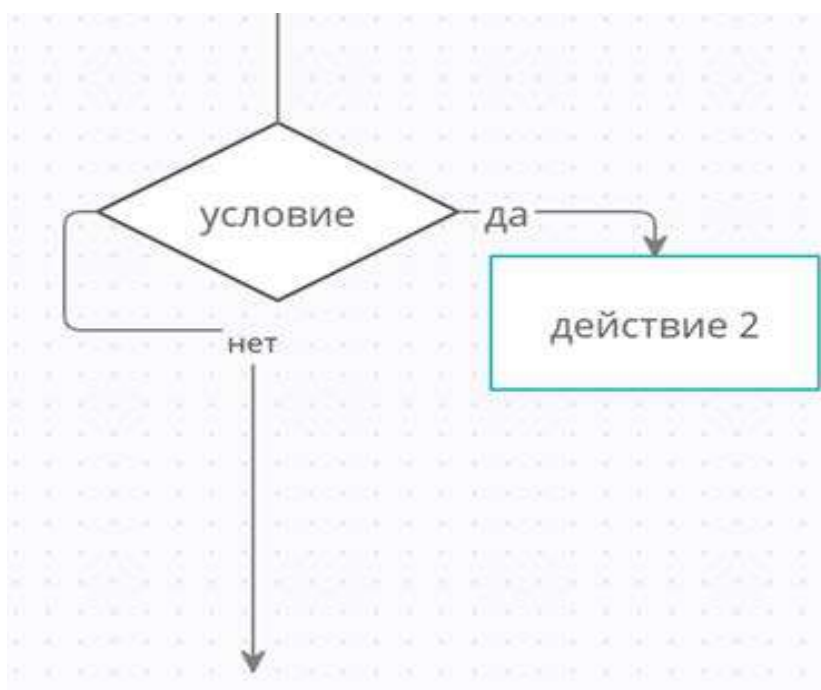 условие
да
действие 2
нет